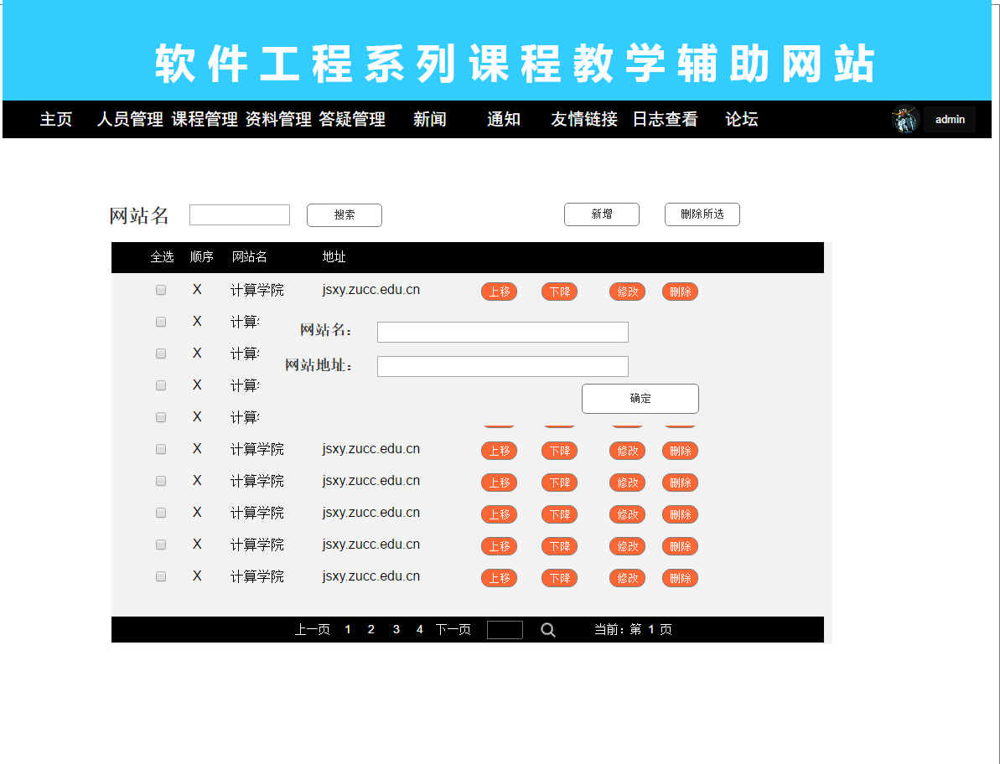 软件工程系列课程教学辅助网站
主页 人员管理 课程管理 资料管理 答疑管理 新闻 通知 友情链接 日志查看 论坛 admin
网站名 搜索 新增 删除所选
全选 顺序 网站名 地址
X 计算学院 jsxy.zucc.edu.cn 上移 下降 修改 删除
X 计算
网站名：
X 计算
网站地址：
X 计算
确定
X 计算
X 计算学院 jsxy.zucc.edu.cn 上移 下降 修改 删除
X 计算学院 jsxy.zucc.edu.cn 上移 下降 修改 删除
X 计算学院 jsxy.zucc.edu.cn 上移 下降 修改 删除
X 计算学院 jsxy.zucc.edu.cn 上移 下降 修改 删除
X 计算学院 jsxy.zucc.edu.cn 上移 下降 修改 删除
上一页 1 2 3 4 下一页 当前：第 1 页